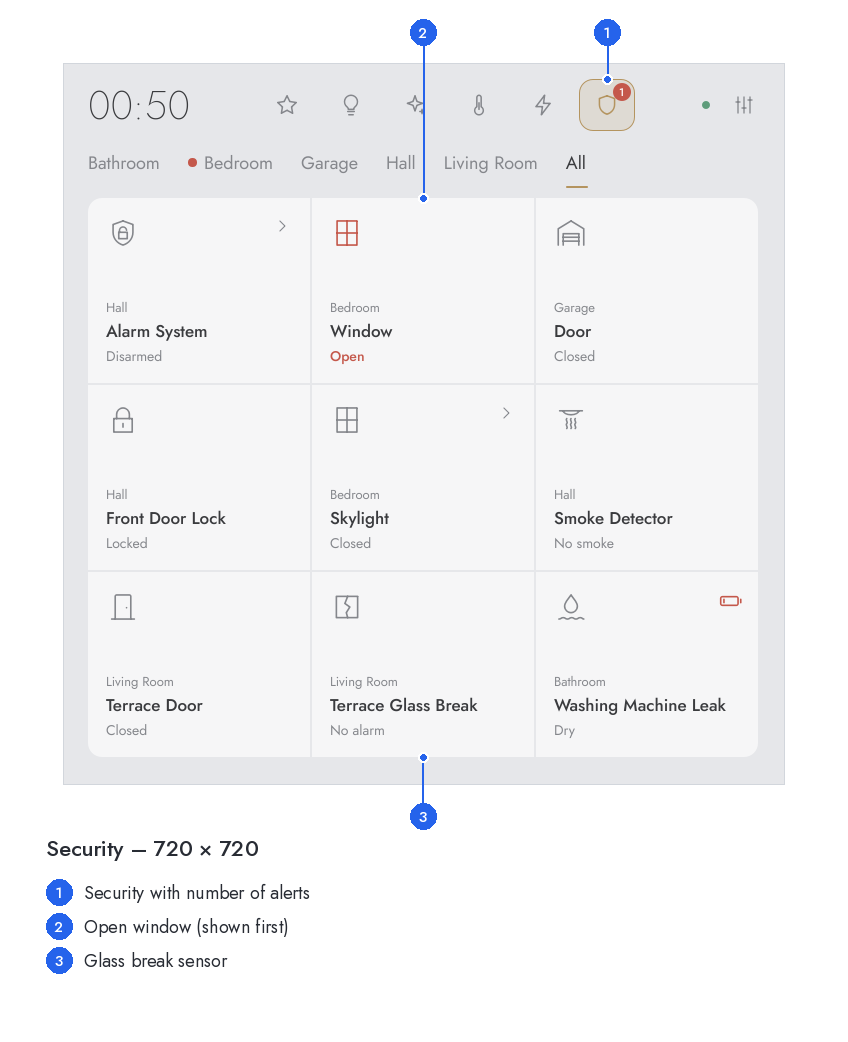 2 1
00:50
1
Bathroom Bedroom Garage Hall Living Room All
Hall
Alarm System
Disarmed
Bedroom
Window
Open
Garage
Door
Closed
Hall
Front Door Lock
Locked
Bedroom
Skylight
Closed
Hall
Smoke Detector
No smoke
Living Room
Terrace Door
Closed
Living Room
Terrace Glass Break
No alarm
Bathroom
Washing Machine Leak
Dry
3
Security – 720 × 720
1 Security with number of alerts
2 Open window (shown first)
3 Glass break sensor